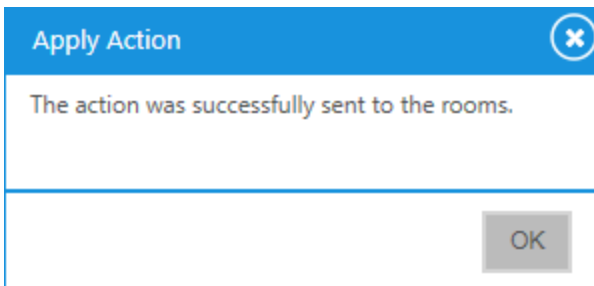 Apply Action
The action was successfully sent to the rooms.
OK